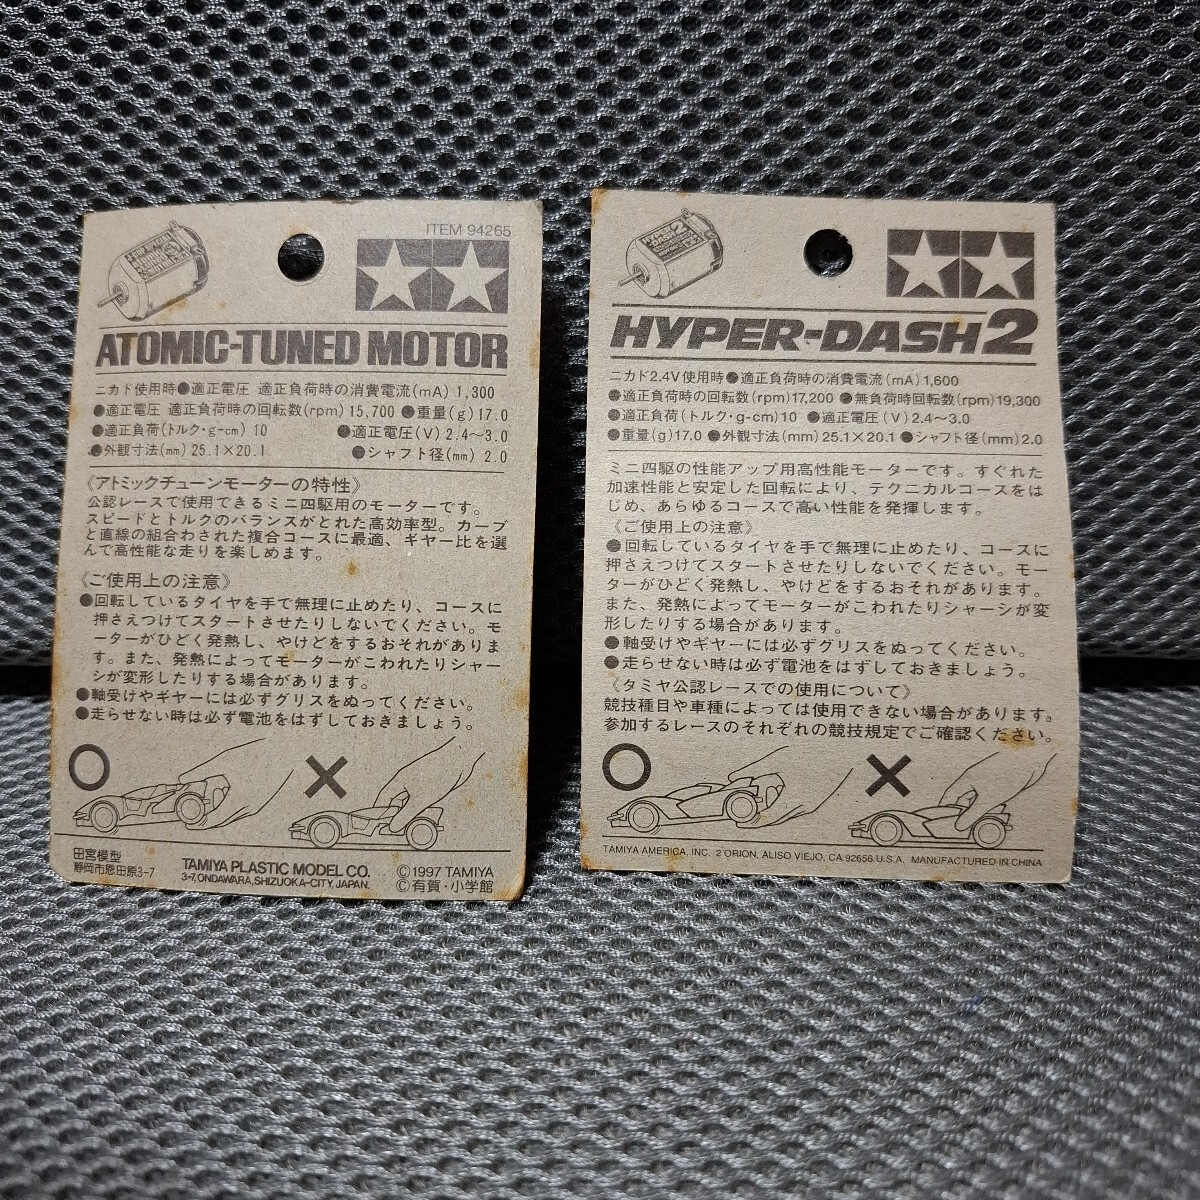 ITEM 94265
ATOMIC-TUNED MOTOR
ニカド使用時●適正電圧 適正負荷時の消費電流(mA) 1,300
●適正電圧 適正負荷時の回転数(rpm) 15,700 ●重量(g) 17.0
●適正負荷(トルク・g-cm) 10 ●適正電圧(V) 2.4〜3.0
●外観寸法(mm) 25.1×20.1 ●シャフト径(mm) 2.0
《アトミックチューンモーターの特性》
公認レースで使用できるミニ四駆用のモーターです。
スピードとトルクのバランスがとれた高効率型。カーブ
と直線の組合わされた複合コースに最適、ギヤー比を選
んで高性能な走りを楽しめます。
《ご使用上の注意》
●回転しているタイヤを手で無理に止めたり、コースに
押さえつけてスタートさせたりしないでください。モ
ーターがひどく発熱し、やけどをするおそれがありま
す。また、発熱によってモーターがこわれたりシャー
シが変形したりする場合があります。
●軸受けやギヤーには必ずグリスをぬってください。
●走らせない時は必ず電池をはずしておきましょう。
田宮模型
静岡市恩田原3-7
TAMIYA PLASTIC MODEL CO.
3-7, ONDAWARA, SHIZUOKA-CITY, JAPAN.
©1997 TAMIYA
©有賀・小学館
HYPER-DASH 2
HYPER-DASH2
ニカド2.4V使用時●適正負荷時の消費電流(mA) 1,600
●適正負荷時の回転数(rpm) 17,200 ●無負荷時回転数(rpm) 19,300
●適正負荷(トルク・g-cm) 10 ●適正電圧(V) 2.4〜3.0
●重量(g) 17.0 ●外観寸法(mm) 25.1×20.1 ●シャフト径(mm) 2.0
ミニ四駆の性能アップ用高性能モーターです。すぐれた
加速性能と安定した回転により、テクニカルコースをは
じめ、あらゆるコースで高い性能を発揮します。
《ご使用上の注意》
●回転しているタイヤを手で無理に止めたり、コースに
押さえつけてスタートさせたりしないでください。モー
ターがひどく発熱し、やけどをするおそれがあります。
また、発熱によってモーターがこわれたりシャーシが変
形したりする場合があります。
●軸受けやギヤーには必ずグリスをぬってください。
●走らせない時は必ず電池をはずしておきましょう。
《タミヤ公認レースでの使用について》
競技種目や車種によっては使用できない場合があります。
参加するレースのそれぞれの競技規定でご確認ください。
TAMIYA AMERICA, INC. 2 ORION, ALISO VIEJO, CA 92656 U.S.A. MANUFACTURED IN CHINA